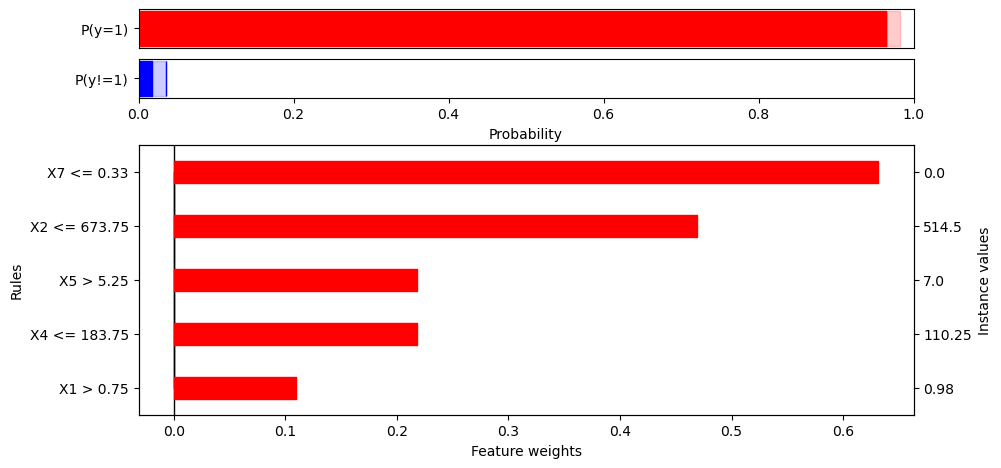 P(y=1)
P(y!=1)
0.0 0.2 0.4 0.6 0.8 1.0
Probability
X7 <= 0.33 0.0
X2 <= 673.75 514.5
X5 > 5.25 7.0
X4 <= 183.75 110.25
X1 > 0.75 0.98
Rules
Instance values
0.0 0.1 0.2 0.3 0.4 0.5 0.6
Feature weights